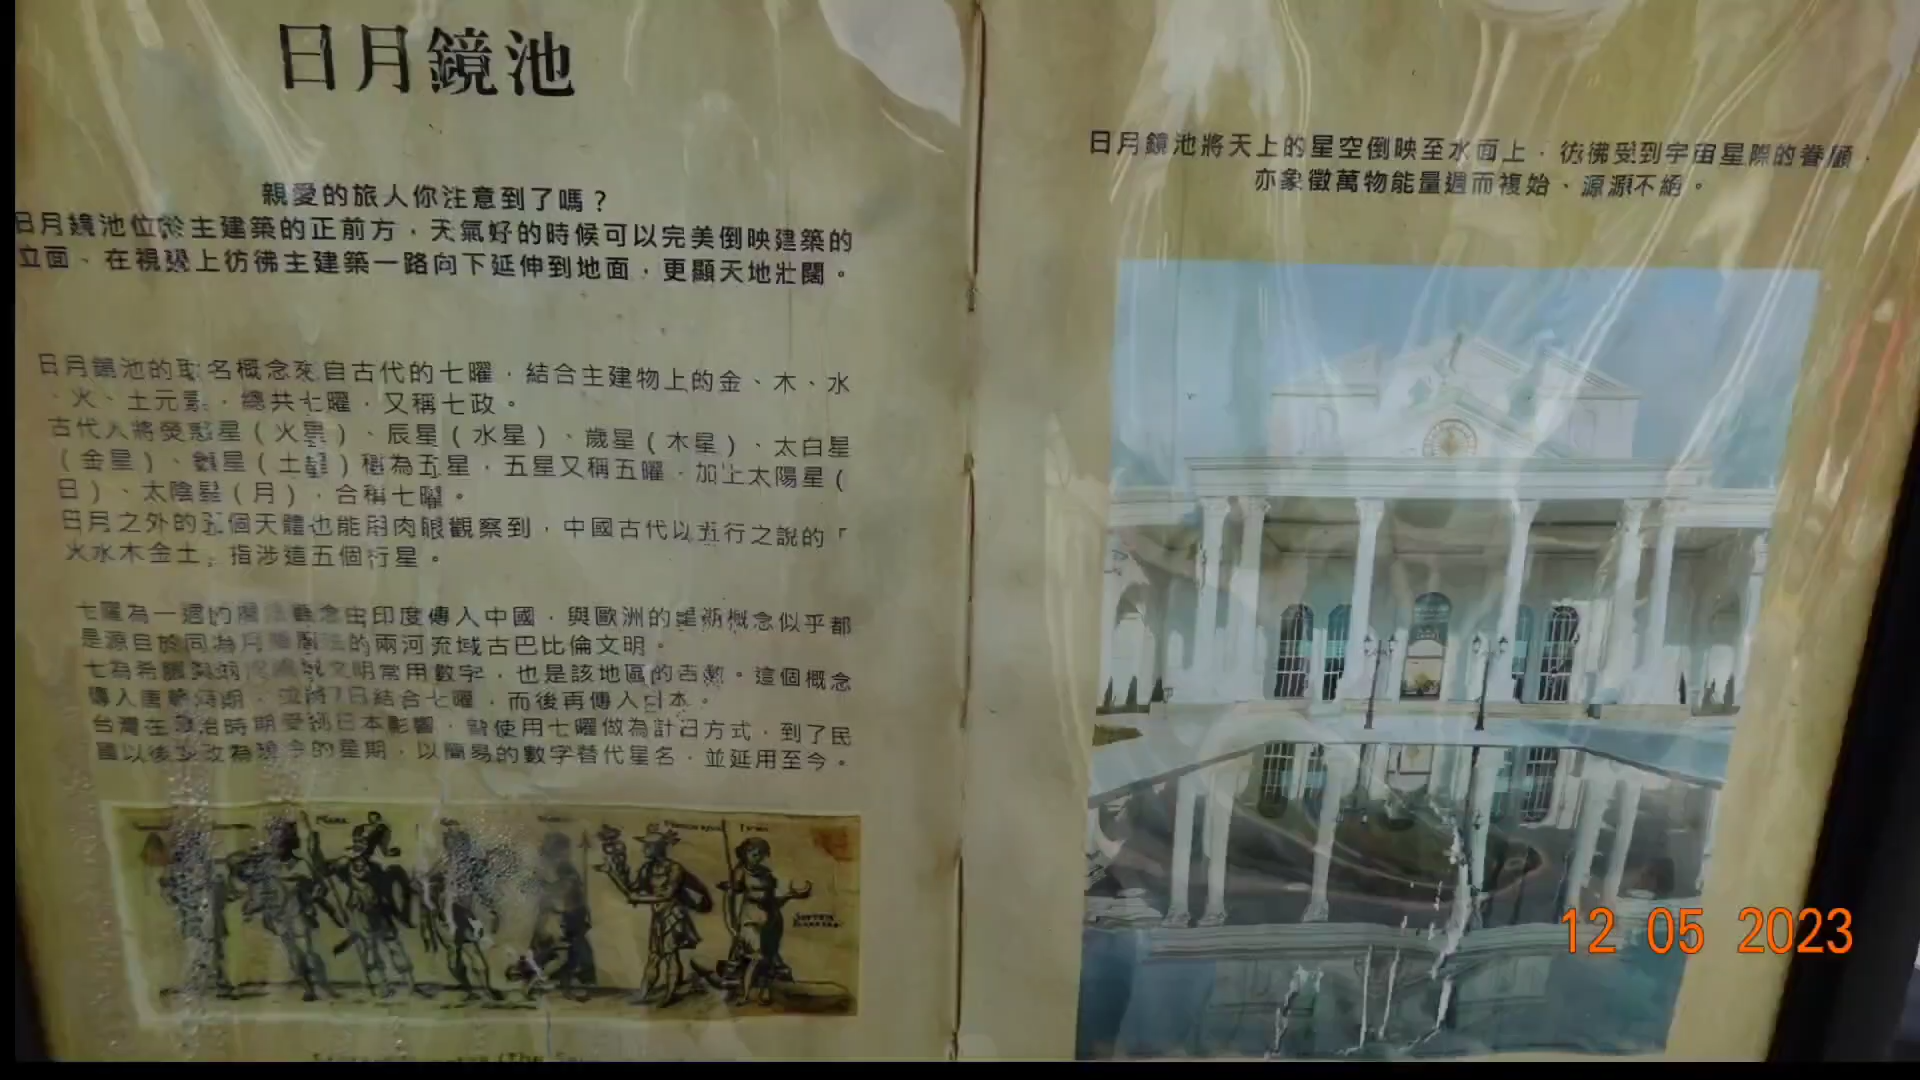 日月鏡池
親愛的旅人你注意到了嗎？
日月鏡池位於主建築的正前方，天氣好的時候可以完美倒映建築的
立面、在視覺上彷彿主建築一路向下延伸到地面，更顯天地壯闊。
日月鏡池的取名概念來自古代的七曜，結合主建物上的金、木、水
、火、土元素，總共七曜，又稱七政。
古代人將熒惑星（火星）、辰星（水星）、歲星（木星）、太白星
（金星）、鎮星（土星）稱為五星，五星又稱五曜，加上太陽星（
日）、太陰星（月），合稱七曜。
日月之外的五個天體也能用肉眼觀察到，中國古代以五行之說的「
火水木金土」指涉這五個行星。
七曜為一週的概念由印度傳入中國，與歐洲的星期概念似乎都
是源自於同為月的兩河流域古巴比倫文明。
七為希臘與文明常用數字，也是該地區的吉數。這個概念
傳入唐朝時期，並將7日結合七曜，而後再傳入日本。
台灣在日治時期受到日本影響，曾使用七曜做為計日方式，到了民
國以後少改為現今的星期，以簡易的數字替代星名，並延用至今。
MARS
日月鏡池將天上的星空倒映至水面上，彷彿受到宇宙星際的眷顧，
亦象徵萬物能量週而複始、源源不絕。
12 05 2023